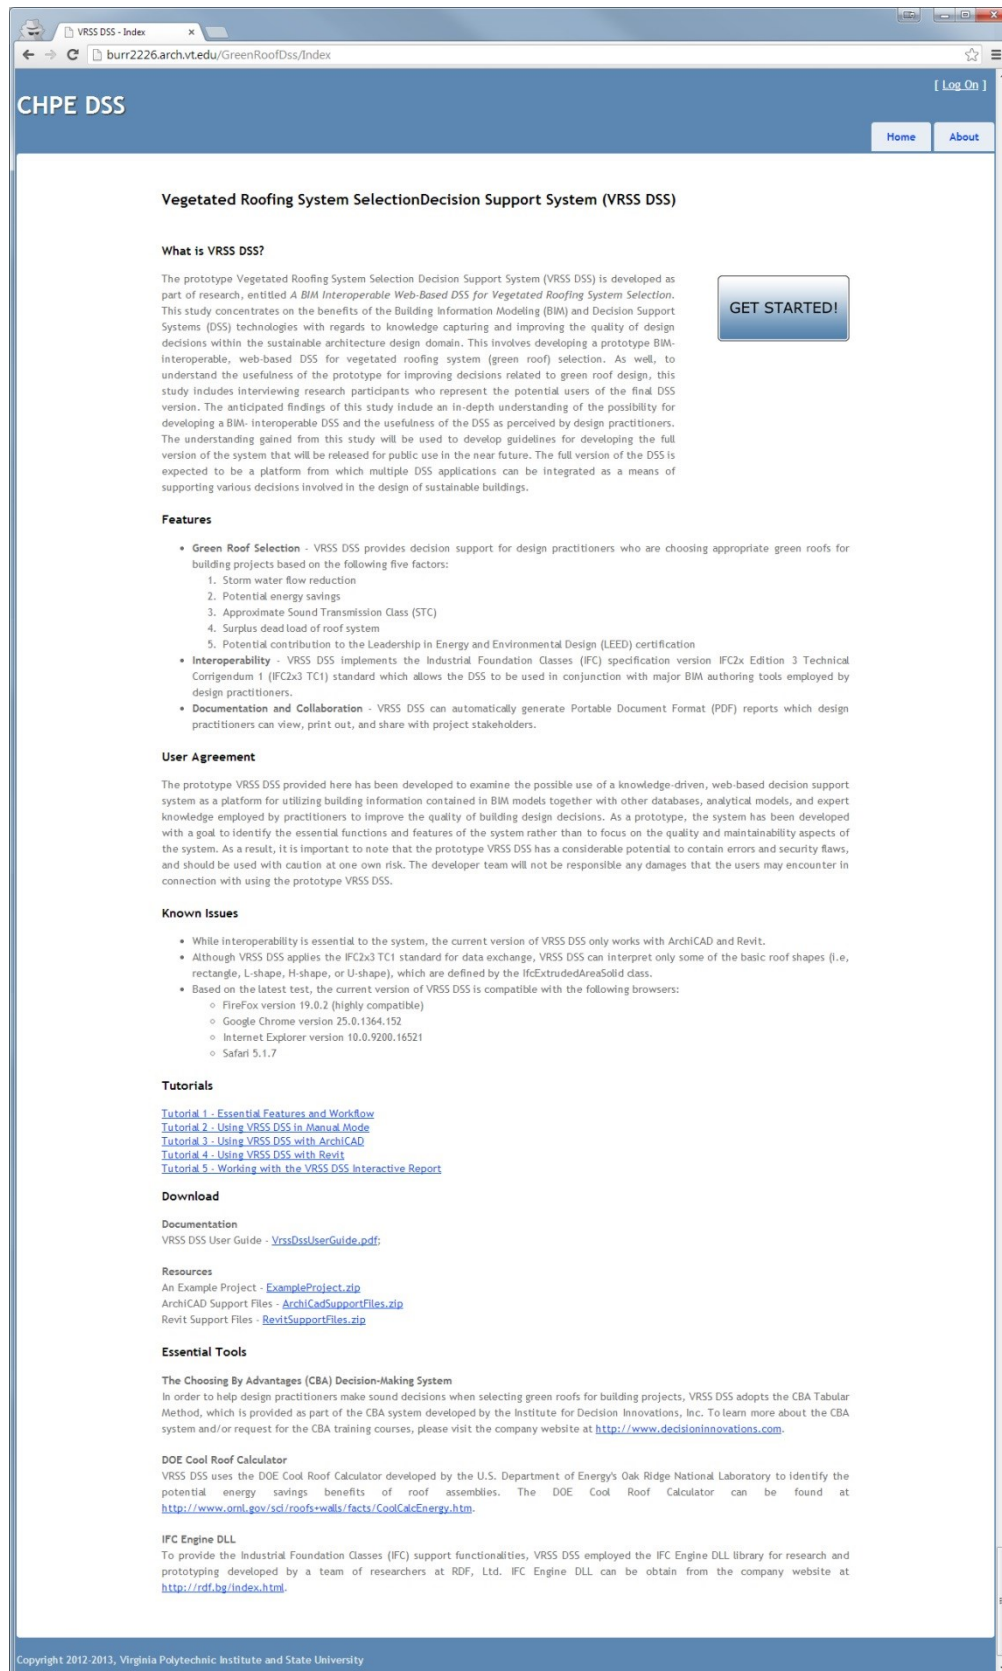 VRSS DSS - Index
burr2226.arch.vt.edu/GreenRoofDss/Index
[ Log On ]
CHPE DSS
Home About
Vegetated Roofing System SelectionDecision Support System (VRSS DSS)
What is VRSS DSS?
The prototype Vegetated Roofing System Selection Decision Support System (VRSS DSS) is developed as
part of research, entitled A BIM Interoperable Web-Based DSS for Vegetated Roofing System Selection.
This study concentrates on the benefits of the Building Information Modeling (BIM) and Decision Support
Systems (DSS) technologies with regards to knowledge capturing and improving the quality of design
decisions within the sustainable architecture design domain. This involves developing a prototype BIM-
interoperable, web-based DSS for vegetated roofing system (green roof) selection. As well, to
understand the usefulness of the prototype for improving decisions related to green roof design, this
study includes interviewing research participants who represent the potential users of the final DSS
version. The anticipated findings of this study include an in-depth understanding of the possibility for
developing a BIM- interoperable DSS and the usefulness of the DSS as perceived by design practitioners.
The understanding gained from this study will be used to develop guidelines for developing the full
version of the system that will be released for public use in the near future. The full version of the DSS is
expected to be a platform from which multiple DSS applications can be integrated as a means of
supporting various decisions involved in the design of sustainable buildings.
GET STARTED!
Features
• Green Roof Selection - VRSS DSS provides decision support for design practitioners who are choosing appropriate green roofs for
building projects based on the following five factors:
1. Storm water flow reduction
2. Potential energy savings
3. Approximate Sound Transmission Class (STC)
4. Surplus dead load of roof system
5. Potential contribution to the Leadership in Energy and Environmental Design (LEED) certification
• Interoperability - VRSS DSS implements the Industrial Foundation Classes (IFC) specification version IFC2x Edition 3 Technical
Corrigendum 1 (IFC2x3 TC1) standard which allows the DSS to be used in conjunction with major BIM authoring tools employed by
design practitioners.
• Documentation and Collaboration - VRSS DSS can automatically generate Portable Document Format (PDF) reports which design
practitioners can view, print out, and share with project stakeholders.
User Agreement
The prototype VRSS DSS provided here has been developed to examine the possible use of a knowledge-driven, web-based decision support
system as a platform for utilizing building information contained in BIM models together with other databases, analytical models, and expert
knowledge employed by practitioners to improve the quality of building design decisions. As a prototype, the system has been developed
with a goal to identify the essential functions and features of the system rather than to focus on the quality and maintainability aspects of
the system. As a result, it is important to note that the prototype VRSS DSS has a considerable potential to contain errors and security flaws,
and should be used with caution at one own risk. The developer team will not be responsible any damages that the users may encounter in
connection with using the prototype VRSS DSS.
Known Issues
• While interoperability is essential to the system, the current version of VRSS DSS only works with ArchiCAD and Revit.
• Although VRSS DSS applies the IFC2x3 TC1 standard for data exchange, VRSS DSS can interpret only some of the basic roof shapes (i.e,
rectangle, L-shape, H-shape, or U-shape), which are defined by the IfcExtrudedAreaSolid class.
• Based on the latest test, the current version of VRSS DSS is compatible with the following browsers:
◦ FireFox version 19.0.2 (highly compatible)
◦ Google Chrome version 25.0.1364.152
◦ Internet Explorer version 10.0.9200.16521
◦ Safari 5.1.7
Tutorials
Tutorial 1 - Essential Features and Workflow
Tutorial 2 - Using VRSS DSS in Manual Mode
Tutorial 3 - Using VRSS DSS with ArchiCAD
Tutorial 4 - Using VRSS DSS with Revit
Tutorial 5 - Working with the VRSS DSS Interactive Report
Download
Documentation
VRSS DSS User Guide - VrssDssUserGuide.pdf;
Resources
An Example Project - ExampleProject.zip
ArchiCAD Support Files - ArchiCadSupportFiles.zip
Revit Support Files - RevitSupportFiles.zip
Essential Tools
The Choosing By Advantages (CBA) Decision-Making System
In order to help design practitioners make sound decisions when selecting green roofs for building projects, VRSS DSS adopts the CBA Tabular
Method, which is provided as part of the CBA system developed by the Institute for Decision Innovations, Inc. To learn more about the CBA
system and/or request for the CBA training courses, please visit the company website at http://www.decisioninnovations.com.
DOE Cool Roof Calculator
VRSS DSS uses the DOE Cool Roof Calculator developed by the U.S. Department of Energy's Oak Ridge National Laboratory to identify the
potential energy savings benefits of roof assemblies. The DOE Cool Roof Calculator can be found at
http://www.ornl.gov/sci/roofs+walls/facts/CoolCalcEnergy.htm.
IFC Engine DLL
To provide the Industrial Foundation Classes (IFC) support functionalities, VRSS DSS employed the IFC Engine DLL library for research and
prototyping developed by a team of researchers at RDF, Ltd. IFC Engine DLL can be obtain from the company website at
http://rdf.bg/index.html.
Copyright 2012-2013, Virginia Polytechnic Institute and State University